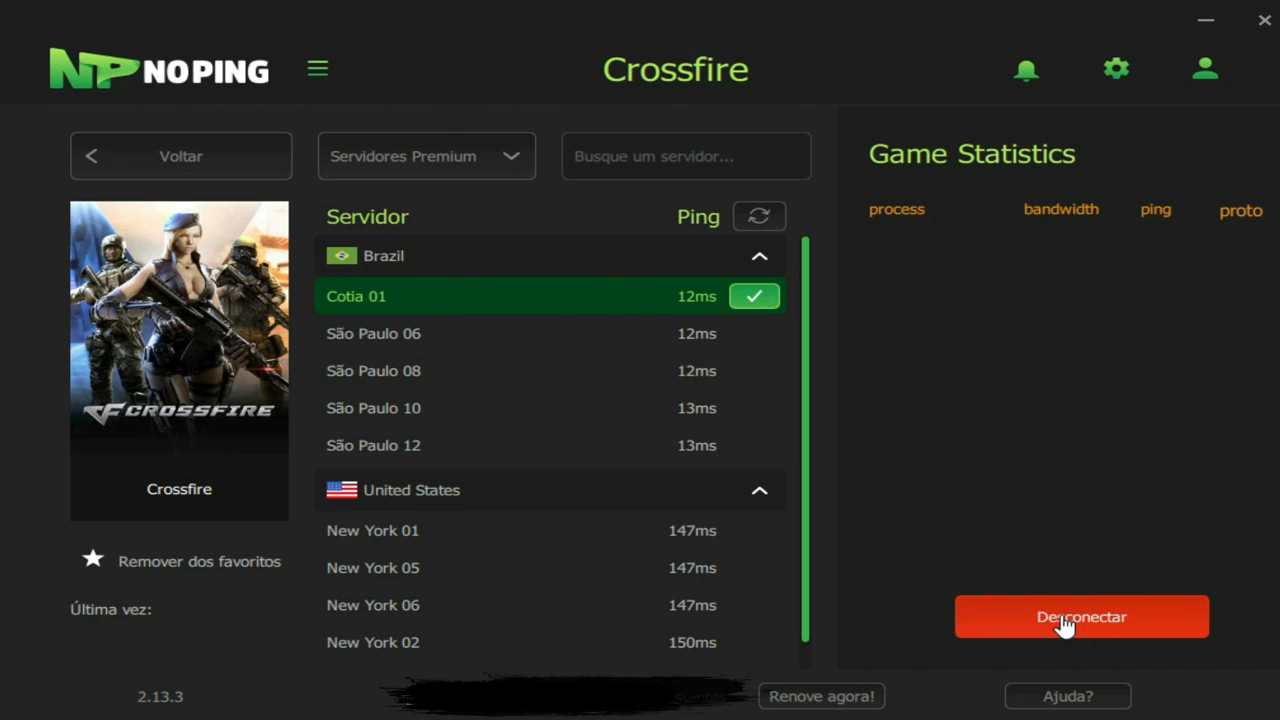 NP NOPING
Crossfire
Voltar
Servidores Premium
Busque um servidor...
CROSSFIRE
Crossfire
Remover dos favoritos
Última vez:
Servidor Ping
Brazil
Cotia 01 12ms
São Paulo 06 12ms
São Paulo 08 12ms
São Paulo 10 13ms
São Paulo 12 13ms
United States
New York 01 147ms
New York 05 147ms
New York 06 147ms
New York 02 150ms
Game Statistics
process bandwidth ping proto
Desconectar
2.13.3
Renove agora!
Ajuda?